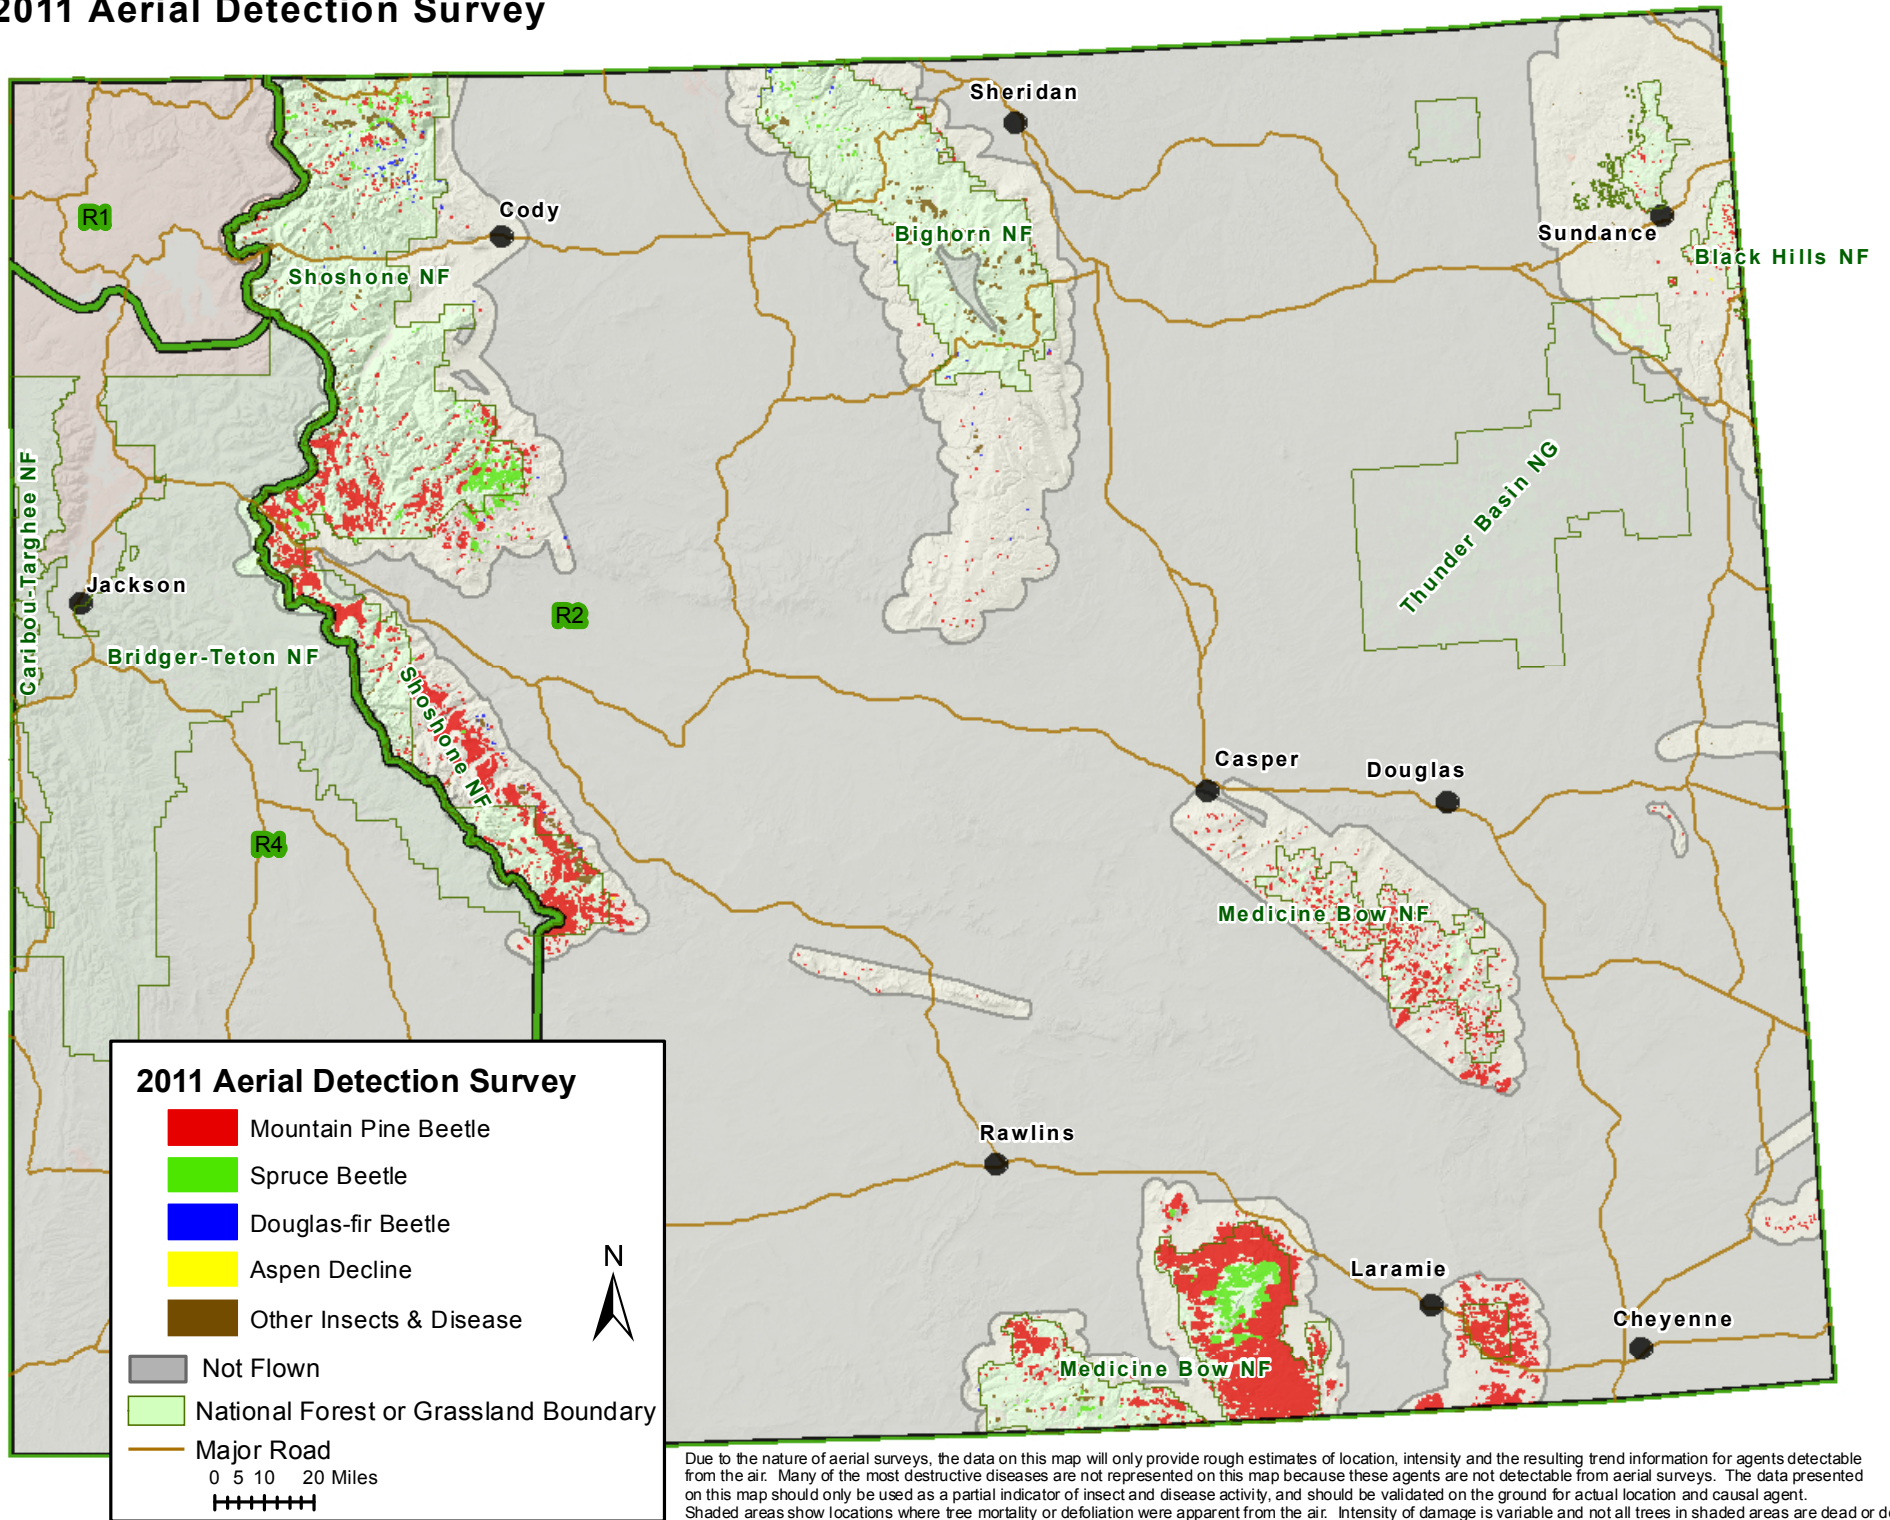 2011 Aerial Detection Survey
Sheridan
R1
Cody
Sundance
Bighorn NF
Black Hills NF
Shoshone NF
Caribou-Targhee NF
Thunder Basin NG
Jackson
R2
Bridger-Teton NF
Shoshone NF
Casper
Douglas
R4
Medicine Bow NF
Rawlins
Laramie
Cheyenne
Medicine Bow NF
2011 Aerial Detection Survey
Mountain Pine Beetle
Spruce Beetle
Douglas-fir Beetle
Aspen Decline
Other Insects & Disease
N
Not Flown
National Forest or Grassland Boundary
Major Road
0 5 10 20 Miles
Due to the nature of aerial surveys, the data on this map will only provide rough estimates of location, intensity and the resulting trend information for agents detectable
from the air. Many of the most destructive diseases are not represented on this map because these agents are not detectable from aerial surveys. The data presented
on this map should only be used as a partial indicator of insect and disease activity, and should be validated on the ground for actual location and causal agent.
Shaded areas show locations where tree mortality or defoliation were apparent from the air. Intensity of damage is variable and not all trees in shaded areas are dead or